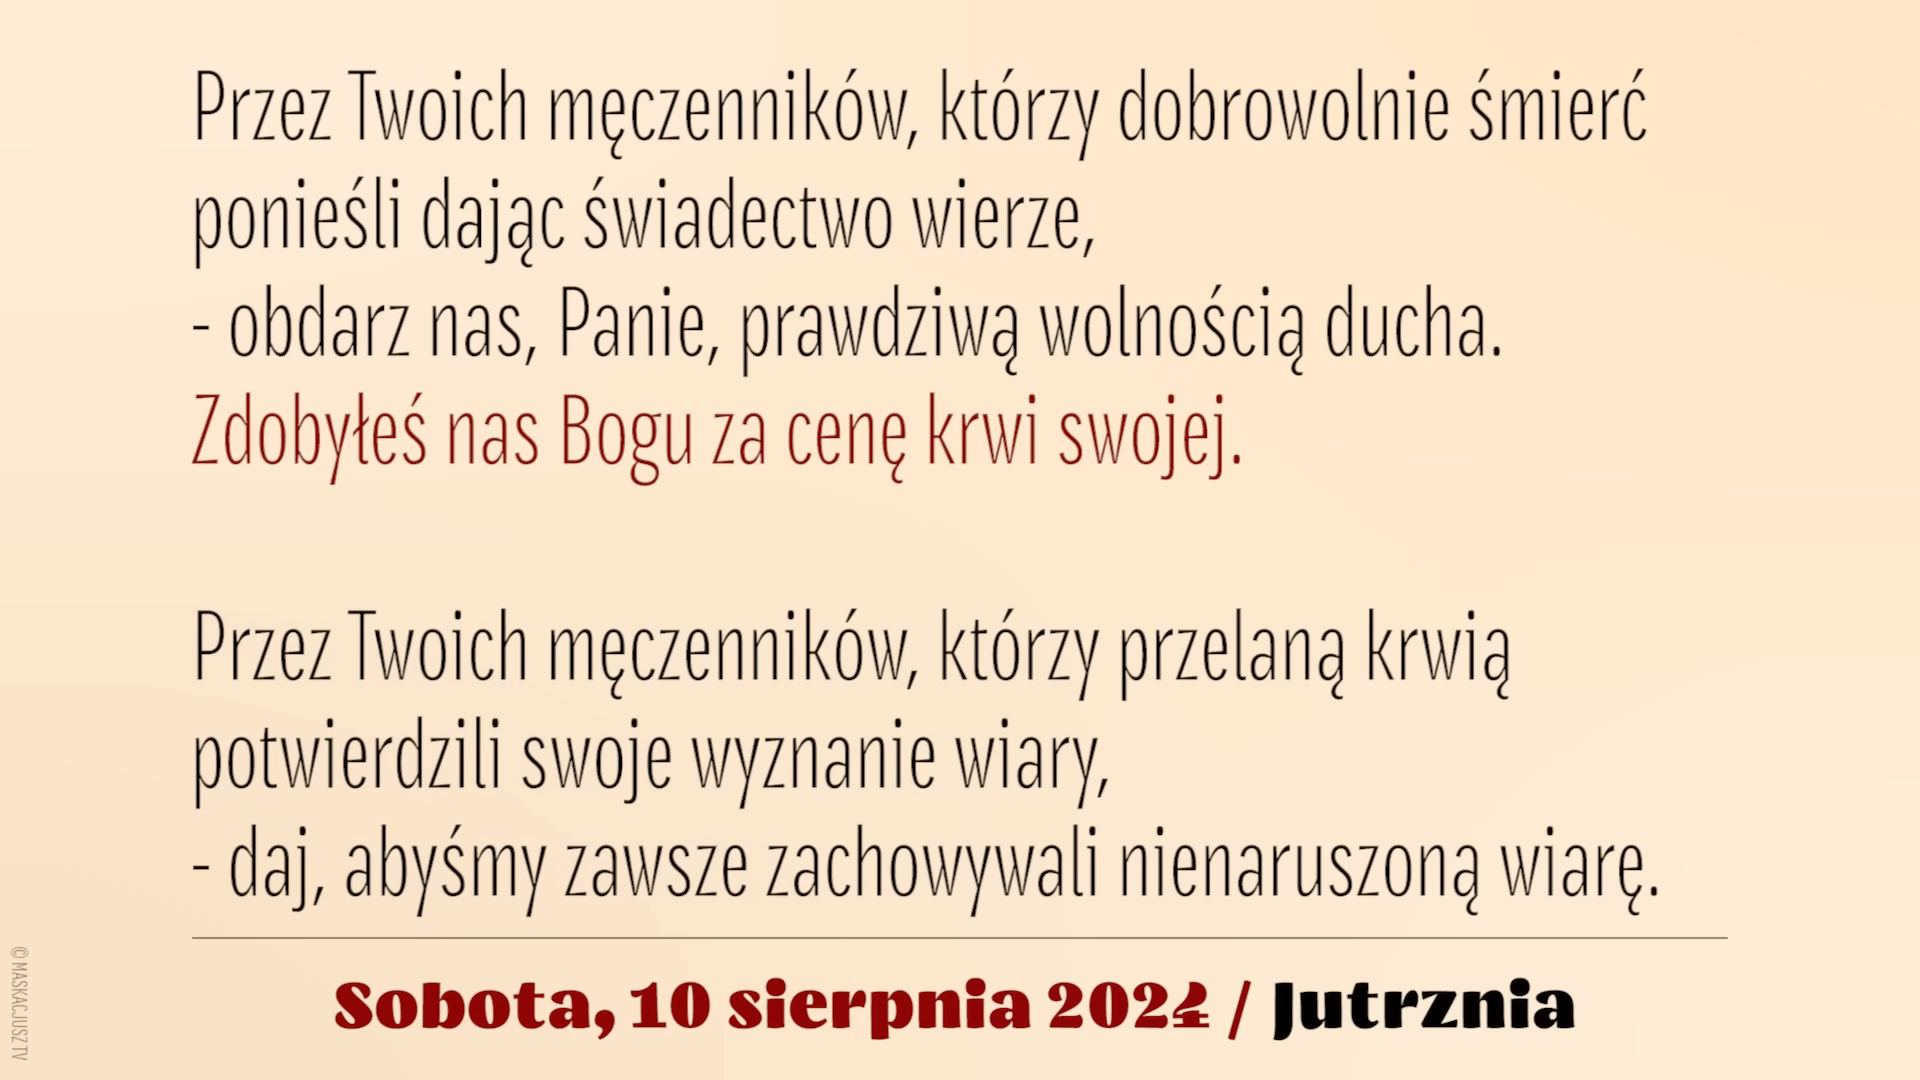 Przez Twoich męczenników, którzy dobrowolnie śmierć
ponieśli dając świadectwo wierze,
- obdarz nas, Panie, prawdziwą wolnością ducha.
Zdobyłeś nas Bogu za cenę krwi swojej.
Przez Twoich męczenników, którzy przelaną krwią
potwierdzili swoje wyznanie wiary,
- daj, abyśmy zawsze zachowywali nienaruszoną wiarę.
Sobota, 10 sierpnia 2024 / Jutrznia
© MASKACJUSZ TV